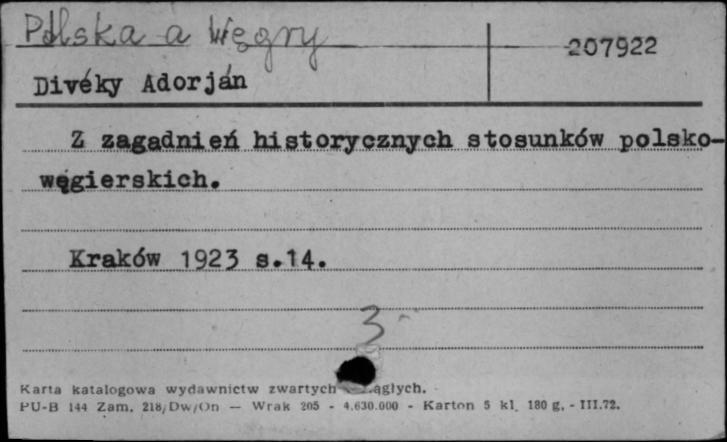 Polska a Węgry
207922
Divéky Adorján
Z zagadnień historycznych stosunków polsko-
węgierskich.
Kraków 1923 s.14.
3
Karta katalogowa wydawnictw zwartych ciągłych.
PU-B 144 Zam. 218/Dw/On — Wrak 205 - 4.630.000 - Karton 5 kl. 180 g. - III.72.